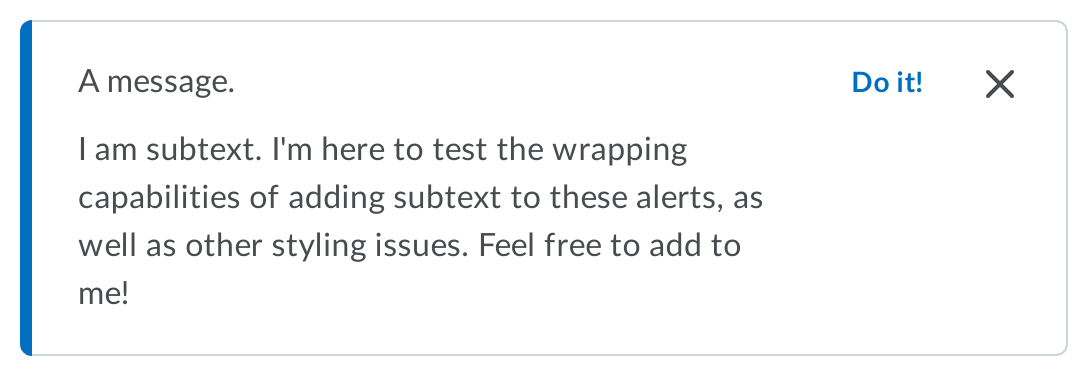 A message.
Do it!
I am subtext. I'm here to test the wrapping
capabilities of adding subtext to these alerts, as
well as other styling issues. Feel free to add to
me!